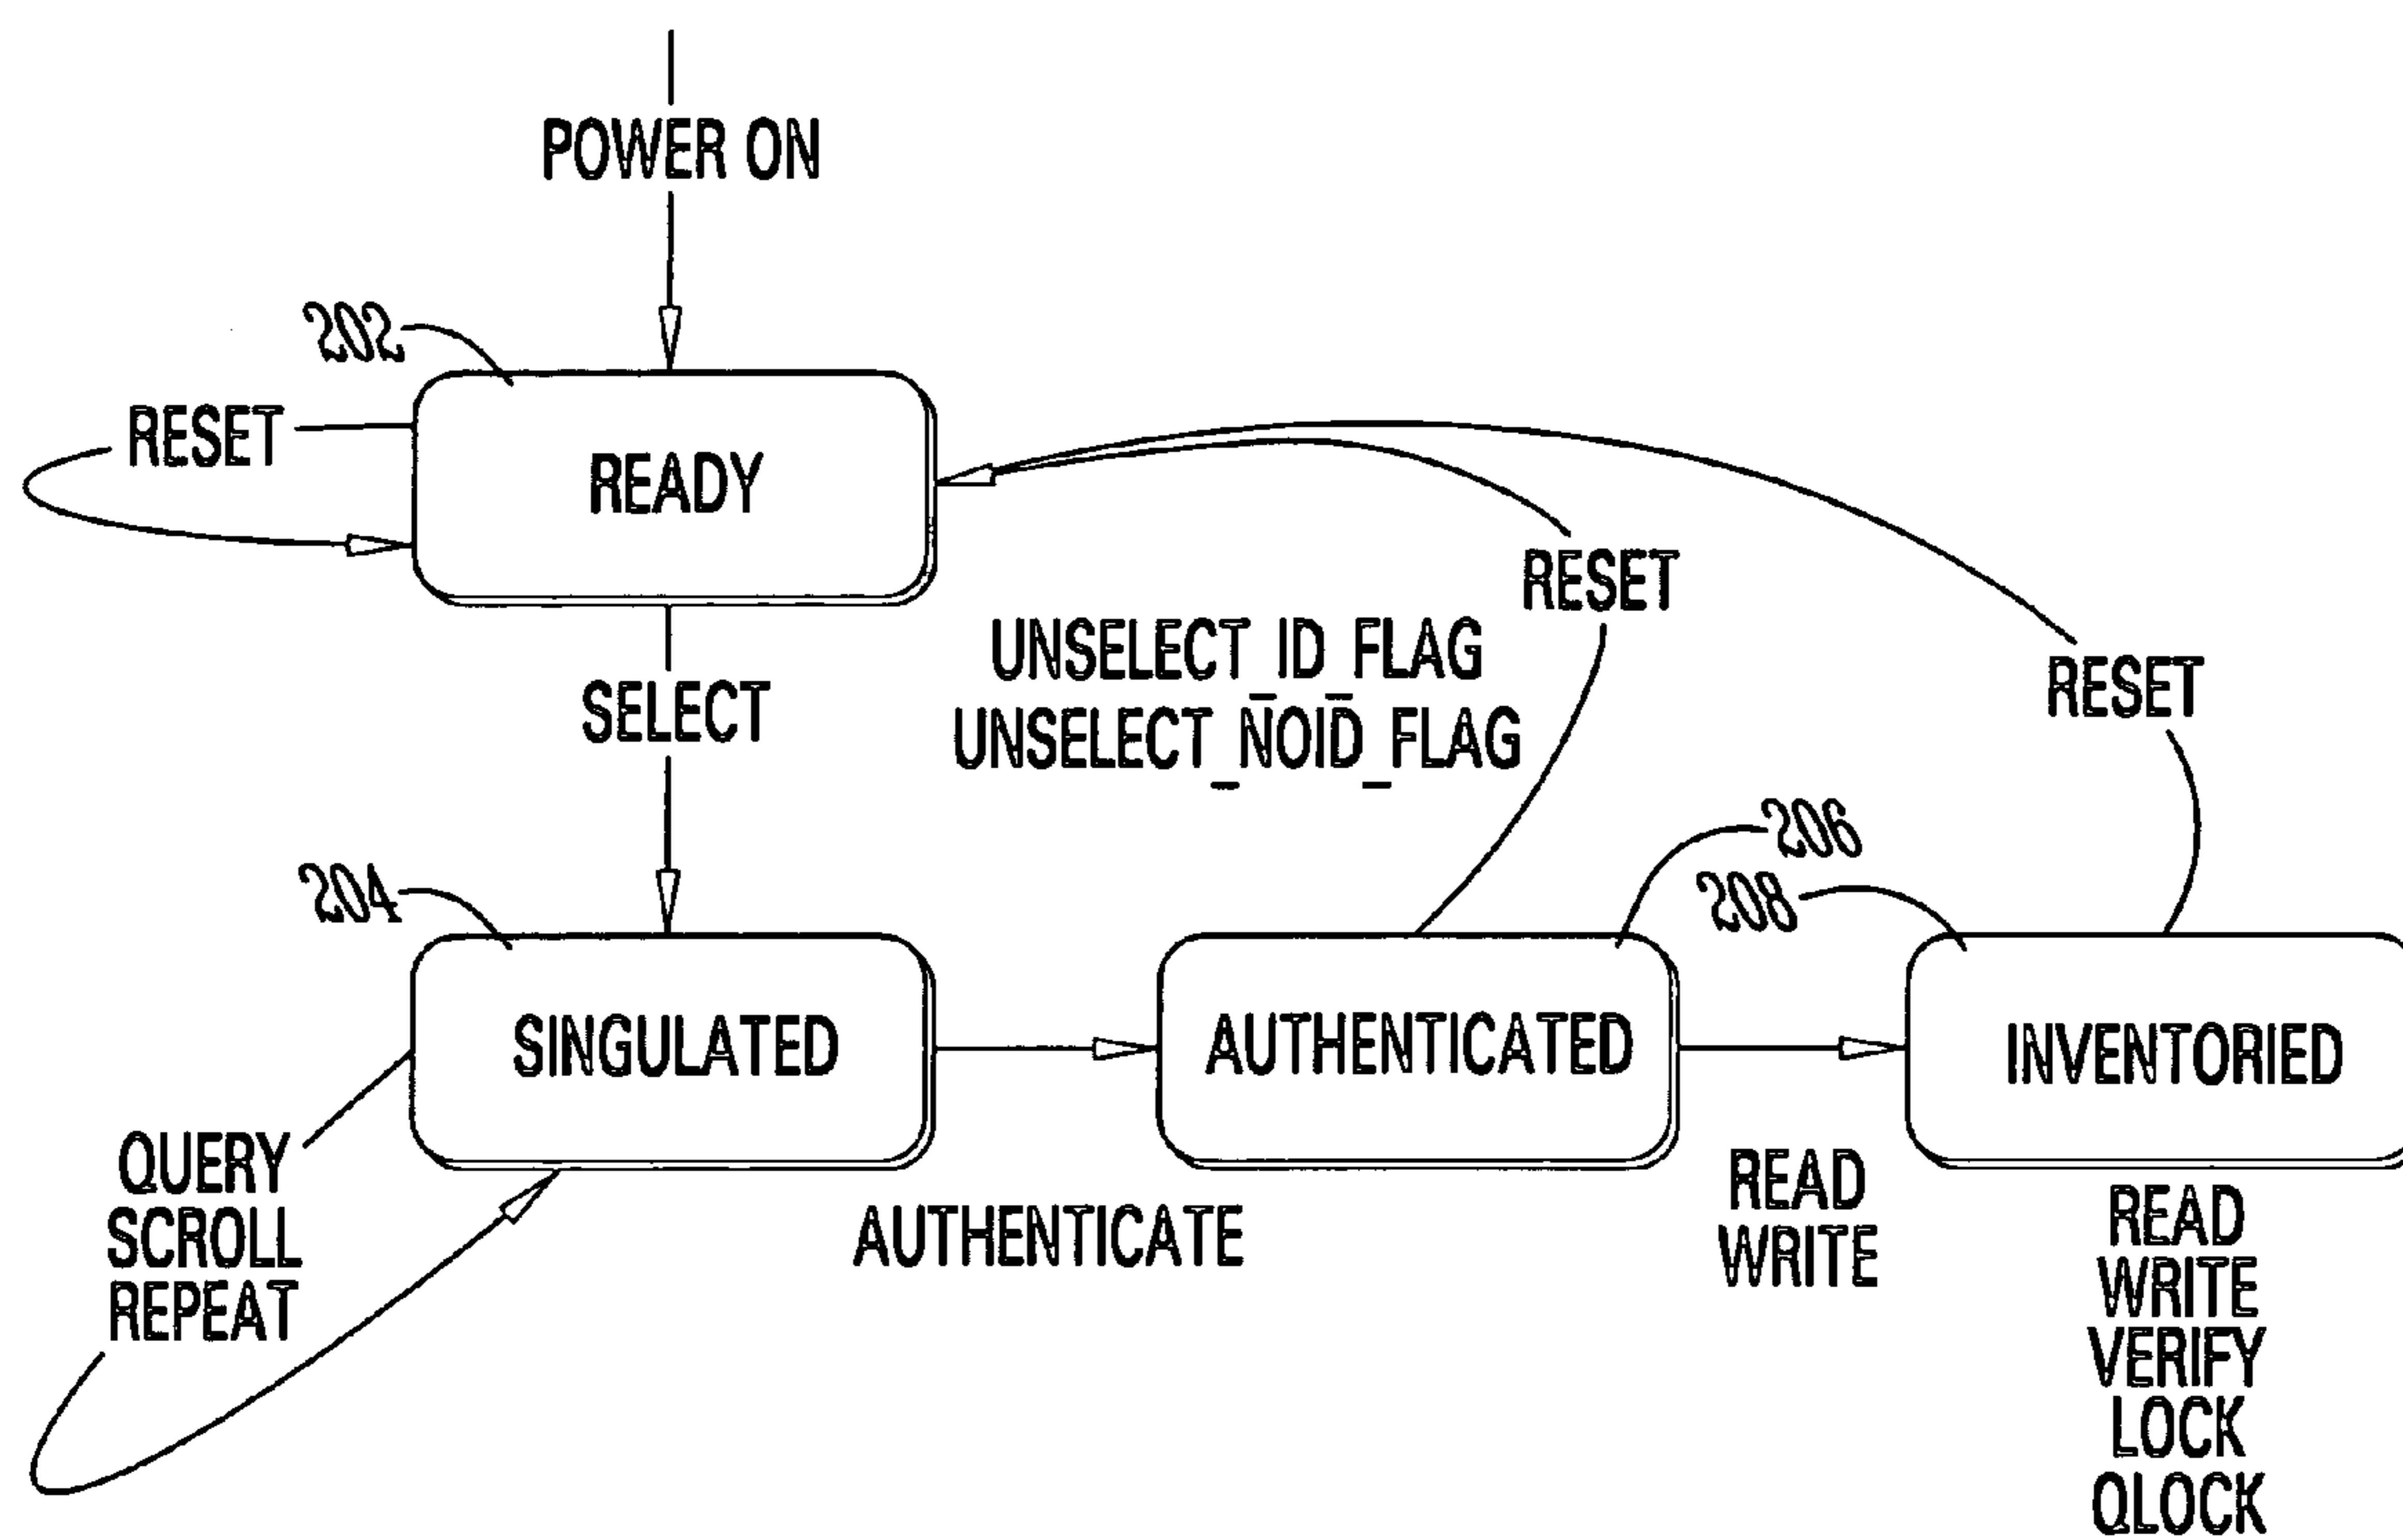 POWER ON
202
RESET
READY
RESET
UNSELECT_ID_FLAG
UNSELECT_NOID_FLAG
RESET
SELECT
206
204
208
SINGULATED
AUTHENTICATED
INVENTORIED
QUERY
SCROLL
REPEAT
AUTHENTICATE
READ
WRITE
READ
WRITE
VERIFY
LOCK
QLOCK